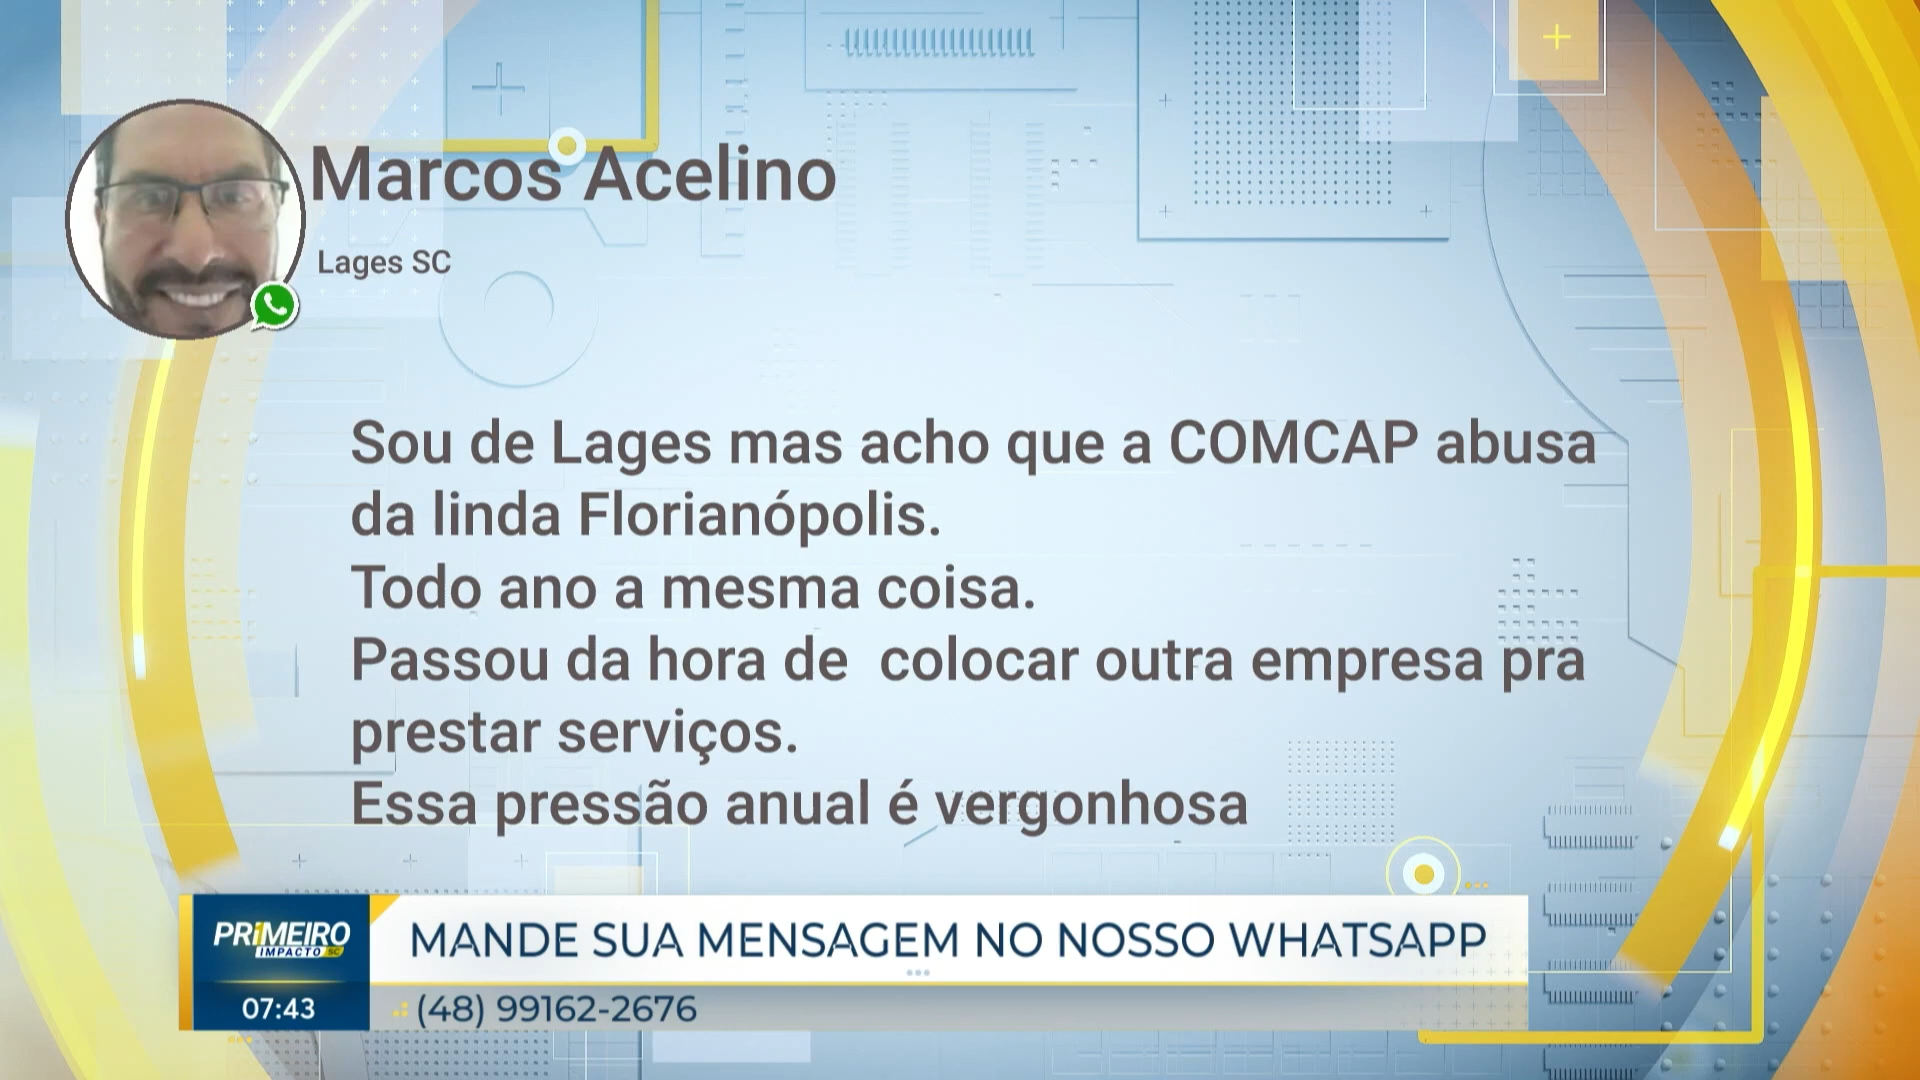 Marcos Acelino
Lages SC
Sou de Lages mas acho que a COMCAP abusa
da linda Florianópolis.
Todo ano a mesma coisa.
Passou da hora de  colocar outra empresa pra
prestar serviços.
Essa pressão anual é vergonhosa
PRiMEIRO
IMPACTO SC
MANDE SUA MENSAGEM NO NOSSO WHATSAPP
07:43
(48) 99162-2676